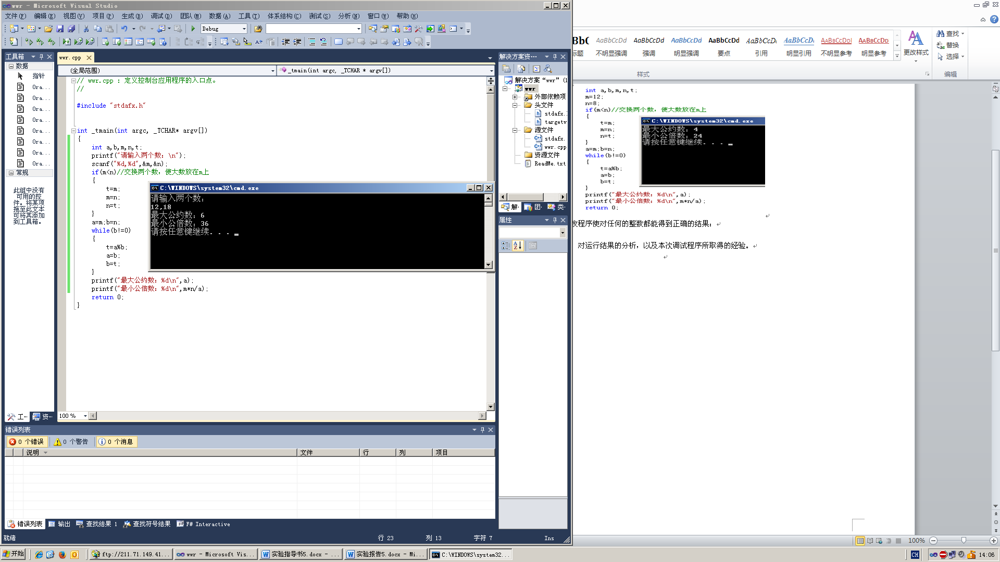 wwr - Microsoft Visual Studio
文件(F) 编辑(E) 视图(V) 项目(P) 生成(B) 调试(D) 团队(M) 数据(A) 工具(T) 体系结构(C) 测试(S) 分析(N) 窗口(W) 帮助(H)
Debug
工具箱
数据
指针
Ora...
Ora...
Ora...
Ora...
Ora...
Ora...
Ora...
Ora...
常规
此组中没有
可用的控
件。将某项
拖至此文本
可将其添加
到工具箱。
wwr.cpp
(全局范围)
_tmain(int argc, _TCHAR * argv[])
// wwr.cpp : 定义控制台应用程序的入口点。
//
#include "stdafx.h"
int _tmain(int argc, _TCHAR* argv[])
{
int a,b,m,n,t;
printf("请输入两个数: \n");
scanf("%d,%d",&m,&n);
if(m<n)//交换两个数，使大数放在m上
{
t=m;
m=n;
n=t;
}
a=m;b=n;
while(b!=0)
{
t=a%b;
a=b;
b=t;
}
printf("最大公约数: %d\n",a);
printf("最小公倍数: %d\n",m*n/a);
return 0;
}
C:\WINDOWS\system32\cmd.exe
请输入两个数:
12,18
最大公约数: 6
最小公倍数: 36
请按任意键继续. . .
100 %
解决方案资...
解决方案“wwr” (1
wwr
外部依赖项
头文件
stdafx.
targetv
源文件
stdafx.
wwr.cpp
资源文件
ReadMe.txt
解· 团· 类·
属性
工·· 资··
错误列表
0 个错误 0 个警告 0 个消息
说明 文件 行 列 项目
错误列表 输出 查找结果 1 查找符号结果 F# Interactive
就绪 行 23 列 13 字符 7 Ins
AaBbCcDd AaBbCcDd AaBbCcDd AaBbCcDd AaBbCcDd AaBbCcDd
标题 不明显强调 强调 明显强调 要点 引用 明显引用 不明显参考 明显参考
更改样式
查找
替换
选择
样式 编辑
int a,b,m,n,t;
m=12;
n=8;
if(m<n)//交换两个数，使大数放在m上
{
t=m;
m=n;
n=t;
}
a=m;b=n;
while(b!=0)
{
t=a%b;
a=b;
b=t;
}
printf("最大公约数: %d\n",a);
printf("最小公倍数: %d\n",m*n/a);
return 0;
C:\WINDOWS\system32\cmd.exe
最大公约数: 4
最小公倍数: 24
请按任意键继续. . .
数程序使对任何的整数都能得到正确的结果:
对运行结果的分析，以及本次调试程序所取得的经验。
100%
开始 ftp://211.71.149.41... wwr - Microsoft Vis... 实验指导书5.docx - ... 实验报告5.docx - Mi... C:\WINDOWS\system32... CH 14:06